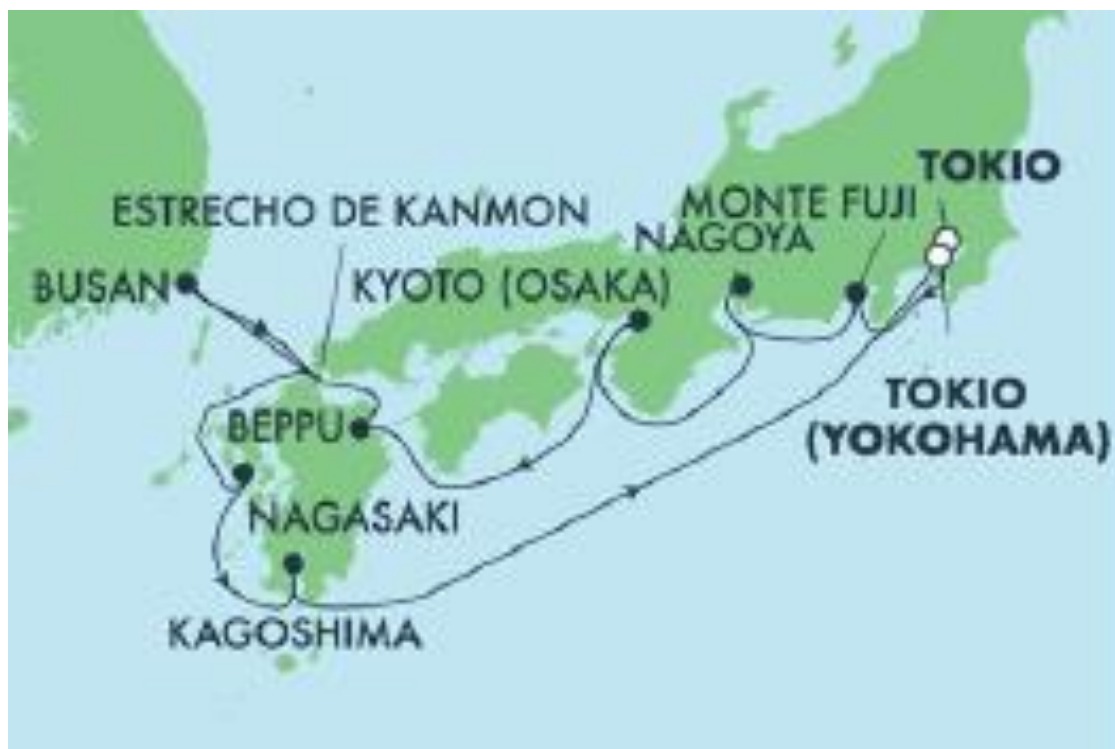 TOKIO
MONTE FUJI
ESTRECHO DE KANMON
NAGOYA
BUSAN
KYOTO (OSAKA)
TOKIO
(YOKOHAMA)
BEPPU
NAGASAKI
KAGOSHIMA